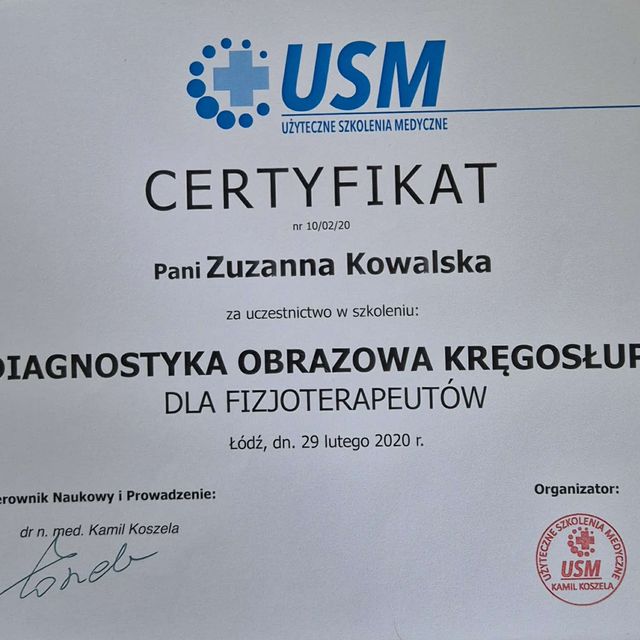 USM
UŻYTECZNE SZKOLENIA MEDYCZNE
CERTYFIKAT
nr 10/02/20
Pani Zuzanna Kowalska
za uczestnictwo w szkoleniu:
DIAGNOSTYKA OBRAZOWA KRĘGOSŁUP
DLA FIZJOTERAPEUTÓW
Łódź, dn. 29 lutego 2020 r.
erownik Naukowy i Prowadzenie:
Organizator:
dr n. med. Kamil Koszela
UŻYTECZNE SZKOLENIA MEDYCZNE
USM
KAMIL KOSZELA